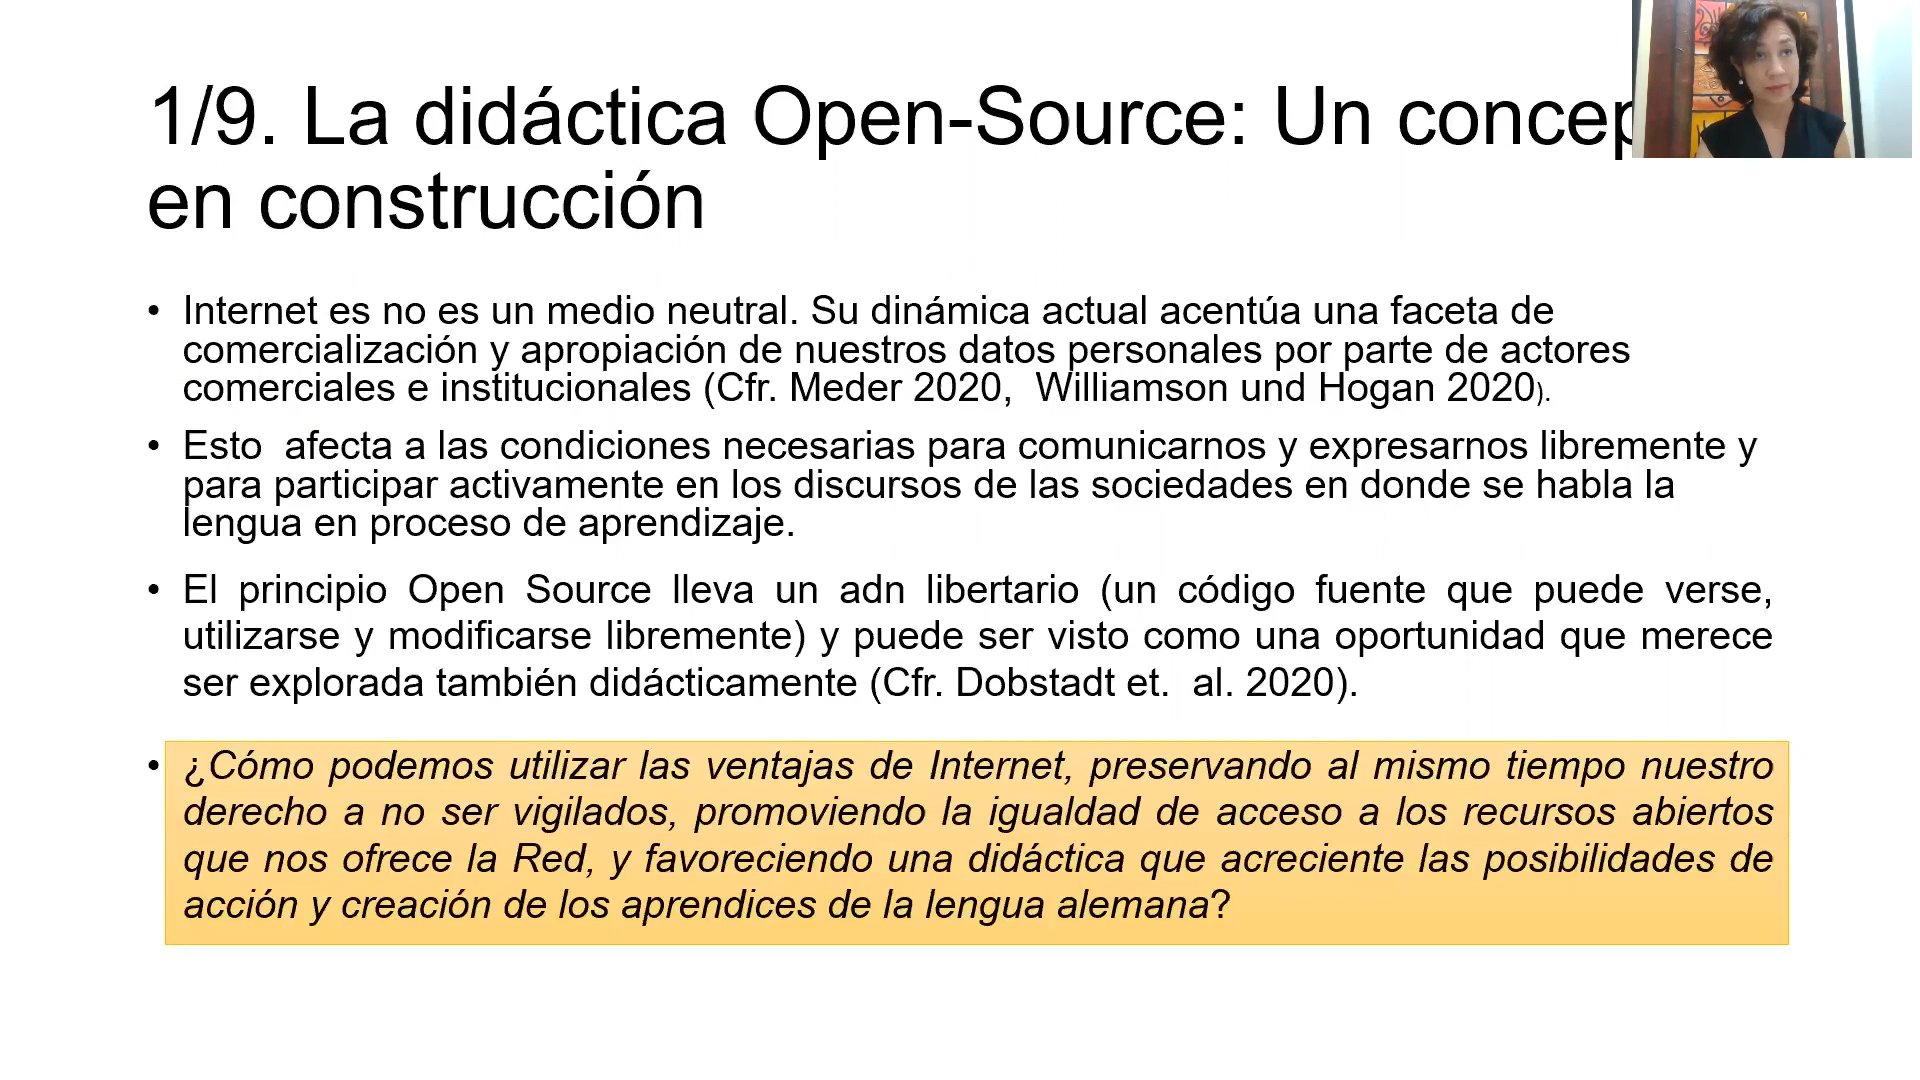 1/9. La didáctica Open-Source: Un concep
en construcción
• Internet es no es un medio neutral. Su dinámica actual acentúa una faceta de
comercialización y apropiación de nuestros datos personales por parte de actores
comerciales e institucionales (Cfr. Meder 2020,  Williamson und Hogan 2020).
• Esto  afecta a las condiciones necesarias para comunicarnos y expresarnos libremente y
para participar activamente en los discursos de las sociedades en donde se habla la
lengua en proceso de aprendizaje.
• El principio Open Source lleva un adn libertario (un código fuente que puede verse,
utilizarse y modificarse libremente) y puede ser visto como una oportunidad que merece
ser explorada también didácticamente (Cfr. Dobstadt et.  al. 2020).
• ¿Cómo podemos utilizar las ventajas de Internet, preservando al mismo tiempo nuestro
derecho a no ser vigilados, promoviendo la igualdad de acceso a los recursos abiertos
que nos ofrece la Red, y favoreciendo una didáctica que acreciente las posibilidades de
acción y creación de los aprendices de la lengua alemana?